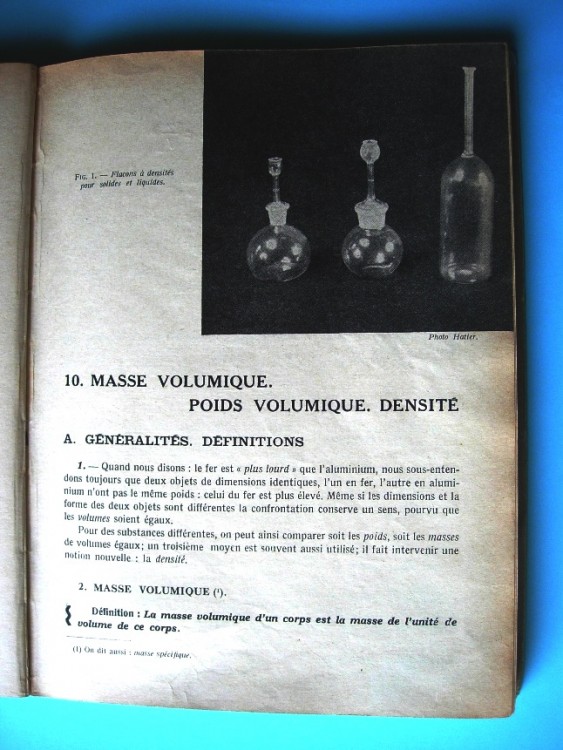 FIG. 1. — Flacons à densités
pour solides et liquides.
Photo Hatier.
10. MASSE VOLUMIQUE.
POIDS VOLUMIQUE. DENSITÉ
A. GÉNÉRALITÉS. DÉFINITIONS
1. — Quand nous disons : le fer est « plus lourd » que l'aluminium, nous sous-enten-
dons toujours que deux objets de dimensions identiques, l'un en fer, l'autre en alumi-
nium n'ont pas le même poids : celui du fer est plus élevé. Même si les dimensions et la
forme des deux objets sont différentes la confrontation conserve un sens, pourvu que
les volumes soient égaux.
Pour des substances différentes, on peut ainsi comparer soit les poids, soit les masses
de volumes égaux; un troisième moyen est souvent aussi utilisé; il fait intervenir une
notion nouvelle : la densité.
2. MASSE VOLUMIQUE (¹).
Définition : La masse volumique d'un corps est la masse de l'unité de
volume de ce corps.
(1) On dit aussi : masse spécifique.